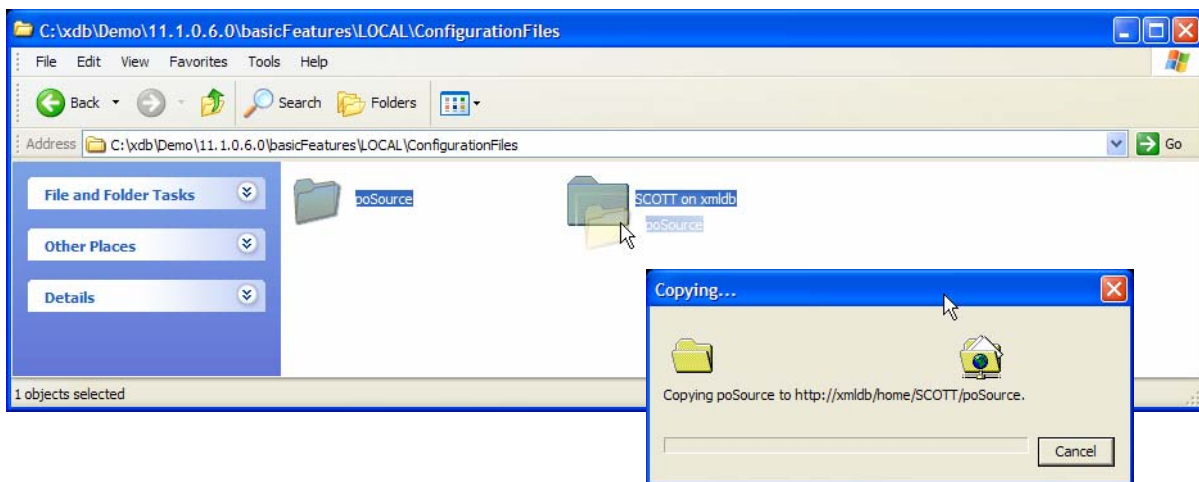 C:\xdb\Demo\11.1.0.6.0\basicFeatures\LOCAL\ConfigurationFiles
File Edit View Favorites Tools Help
Back Search Folders
Address C:\xdb\Demo\11.1.0.6.0\basicFeatures\LOCAL\ConfigurationFiles Go
File and Folder Tasks
Other Places
Details
poSource
SCOTT on xmldb
poSource
1 objects selected
Copying...
Copying poSource to http://xmldb/home/SCOTT/poSource.
Cancel